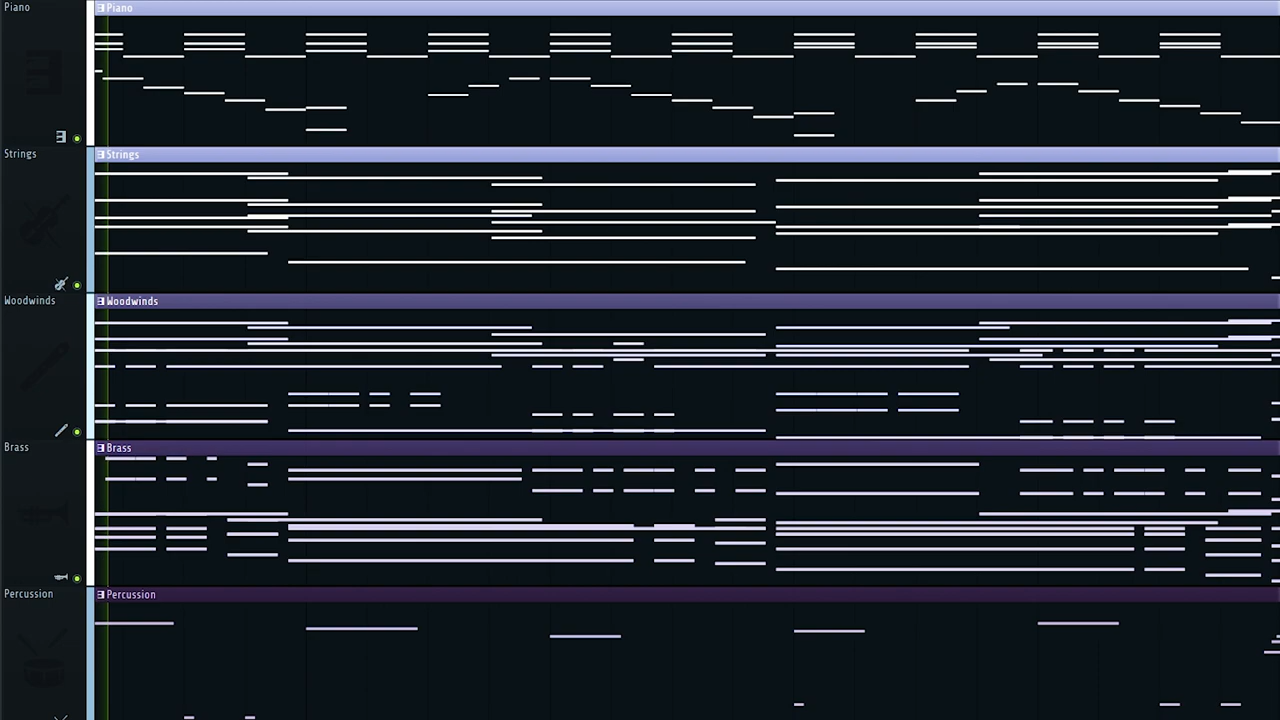 Piano
Piano
Strings
Strings
Woodwinds
Woodwinds
Brass
Brass
Percussion
Percussion